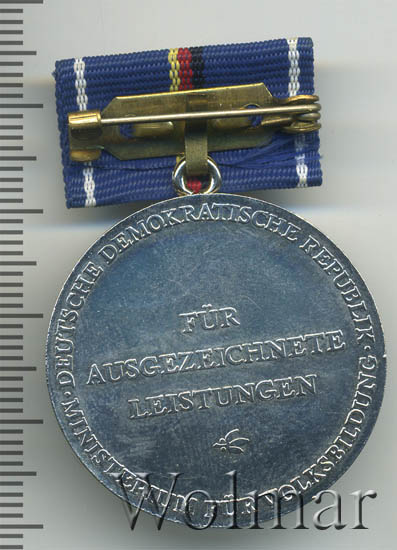 DEUTSCHE DEMOKRATISCHE REPUBLIK
FÜR
AUSGEZEICHNETE
LEISTUNGEN
MINISTERIUM FÜR VOLKSBILDUNG
Wolmar